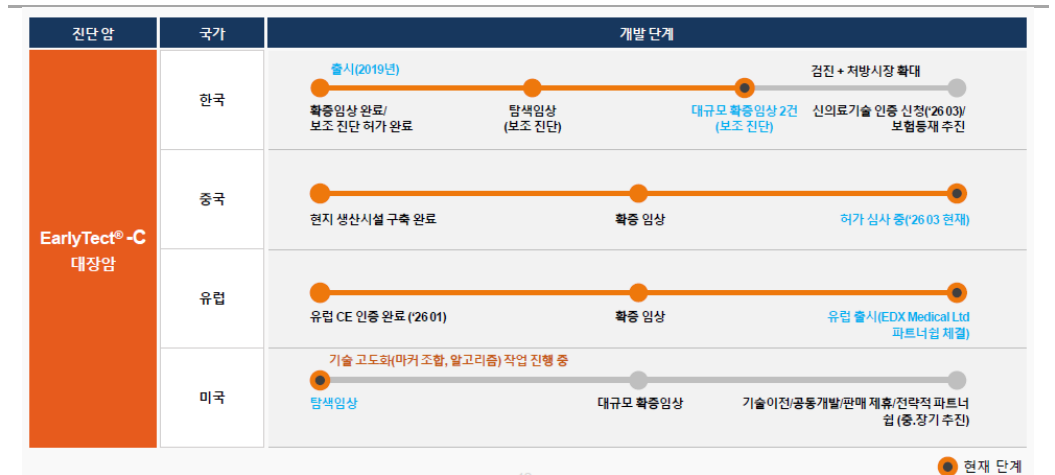 진단 암 국가 개발 단계
출시(2019년)
검진 + 처방시장 확대
한국
확증임상 완료/
보조 진단 허가 완료
탐색임상
(보조 진단)
대규모 확증임상 2건
(보조 진단)
신의료기술 인증 신청('26 03)/
보험등재 추진
중국
현지 생산시설 구축 완료
확증 임상
허가 심사 중('26 03 현재)
EarlyTect® -C
대장암
유럽
유럽 CE 인증 완료 ('26 01)
확증 임상
유럽 출시(EDX Medical Ltd
파트너쉽 체결)
기술 고도화(마커 조합, 알고리즘) 작업 진행 중
미국
탐색임상
대규모 확증임상
기술이전/공동개발/판매 제휴/전략적 파트너
쉽 (중.장기 추진)
현재 단계